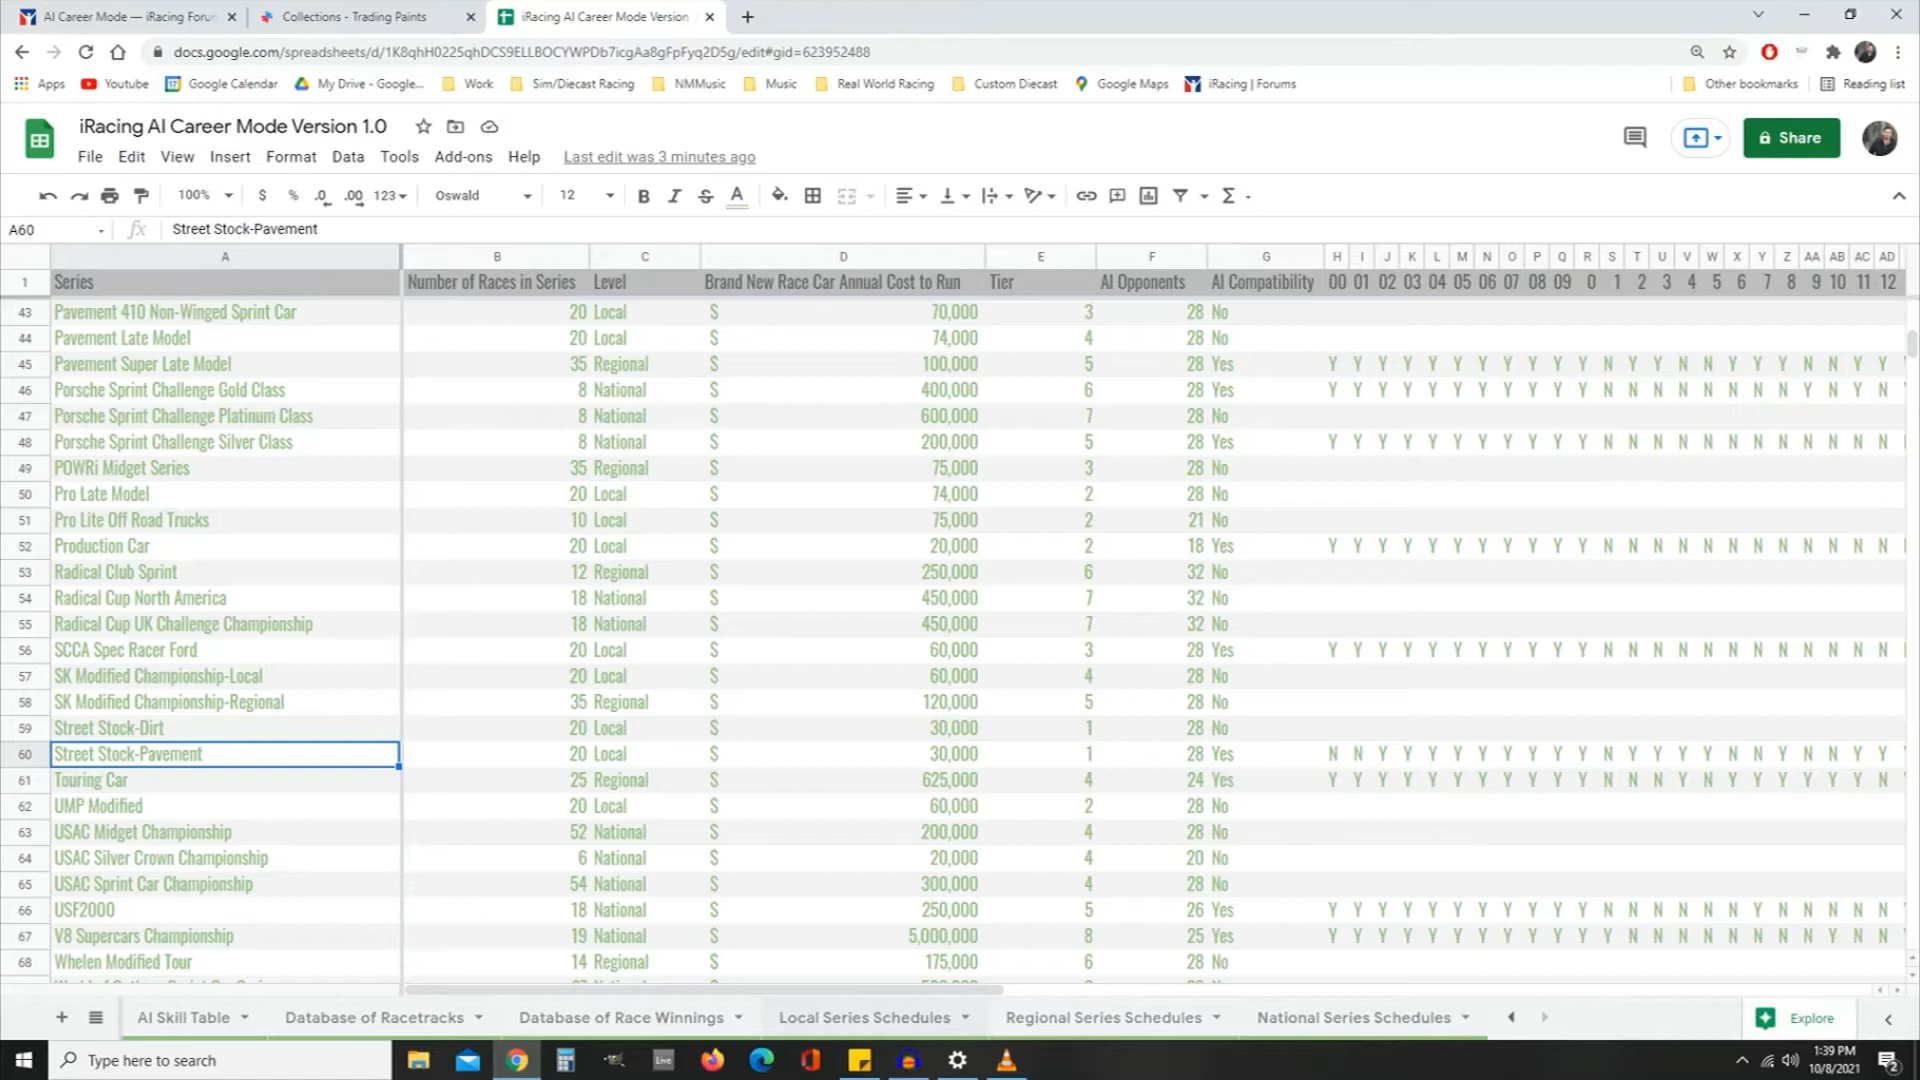 AI Career Mode — iRacing Forum
Collections - Trading Paints
iRacing AI Career Mode Version
docs.google.com/spreadsheets/d/1K8qhH0225qhDCS9ELLBOCYWPDb7icgAa8gFpFyq2D5g/edit#gid=623952488
Apps Youtube Google Calendar My Drive - Google... Work Sim/Diecast Racing NMMusic Music Real World Racing Custom Diecast Google Maps iRacing | Forums Other bookmarks Reading list
iRacing AI Career Mode Version 1.0
Share
File Edit View Insert Format Data Tools Add-ons Help Last edit was 3 minutes ago
100% $ % .0 .00 123 Oswald 12 B I S A
A60 fx Street Stock-Pavement
A B C D E F G H I J K L M N O P Q R S T U V W X Y Z AA AB AC AD
1 Series Number of Races in Series Level Brand New Race Car Annual Cost to Run Tier AI Opponents AI Compatibility 00 01 02 03 04 05 06 07 08 09 0 1 2 3 4 5 6 7 8 9 10 11 12
43 Pavement 410 Non-Winged Sprint Car 20 Local $ 70,000 3 28 No
44 Pavement Late Model 20 Local $ 74,000 4 28 No
45 Pavement Super Late Model 35 Regional $ 100,000 5 28 Yes Y Y Y Y Y Y Y Y Y Y Y N Y Y N N Y Y Y N N Y Y
46 Porsche Sprint Challenge Gold Class 8 National $ 400,000 6 28 Yes Y Y Y Y Y Y Y Y Y Y Y N N N N N N N N Y N Y N
47 Porsche Sprint Challenge Platinum Class 8 National $ 600,000 7 28 No
48 Porsche Sprint Challenge Silver Class 8 National $ 200,000 5 28 Yes Y Y Y Y Y Y Y Y Y Y Y N N N N N N N N N N N N
49 POWRi Midget Series 35 Regional $ 75,000 3 28 No
50 Pro Late Model 20 Local $ 74,000 2 28 No
51 Pro Lite Off Road Trucks 10 Local $ 75,000 2 21 No
52 Production Car 20 Local $ 20,000 2 18 Yes Y Y Y Y Y Y Y Y Y Y Y N N N N N N N N N N N N
53 Radical Club Sprint 12 Regional $ 250,000 6 32 No
54 Radical Cup North America 18 National $ 450,000 7 32 No
55 Radical Cup UK Challenge Championship 18 National $ 450,000 7 32 No
56 SCCA Spec Racer Ford 20 Local $ 60,000 3 28 Yes Y Y Y Y Y Y Y Y Y Y Y N N N N N N N N N N N N
57 SK Modified Championship-Local 20 Local $ 60,000 4 28 No
58 SK Modified Championship-Regional 35 Regional $ 120,000 5 28 No
59 Street Stock-Dirt 20 Local $ 30,000 1 28 No
60 Street Stock-Pavement 20 Local $ 30,000 1 28 Yes N N Y Y Y Y Y Y Y Y Y N Y Y Y Y N N Y N N Y Y
61 Touring Car 25 Regional $ 625,000 4 24 Yes Y Y Y Y Y Y Y Y Y Y Y N N N Y N Y Y Y Y Y Y N
62 UMP Modified 20 Local $ 60,000 2 28 No
63 USAC Midget Championship 52 National $ 200,000 4 28 No
64 USAC Silver Crown Championship 6 National $ 20,000 4 20 No
65 USAC Sprint Car Championship 54 National $ 300,000 4 28 No
66 USF2000 18 National $ 250,000 5 26 Yes Y Y Y Y Y Y Y Y Y Y Y N N N N N N Y N N N N N
67 V8 Supercars Championship 19 National $ 5,000,000 8 25 Yes Y Y Y Y Y Y Y Y Y Y Y Y N N N N N N N N Y N N
68 Whelen Modified Tour 14 Regional $ 175,000 6 28 No
AI Skill Table Database of Racetracks Database of Race Winnings Local Series Schedules Regional Series Schedules National Series Schedules Explore
Type here to search
Live
1:39 PM
10/8/2021
2